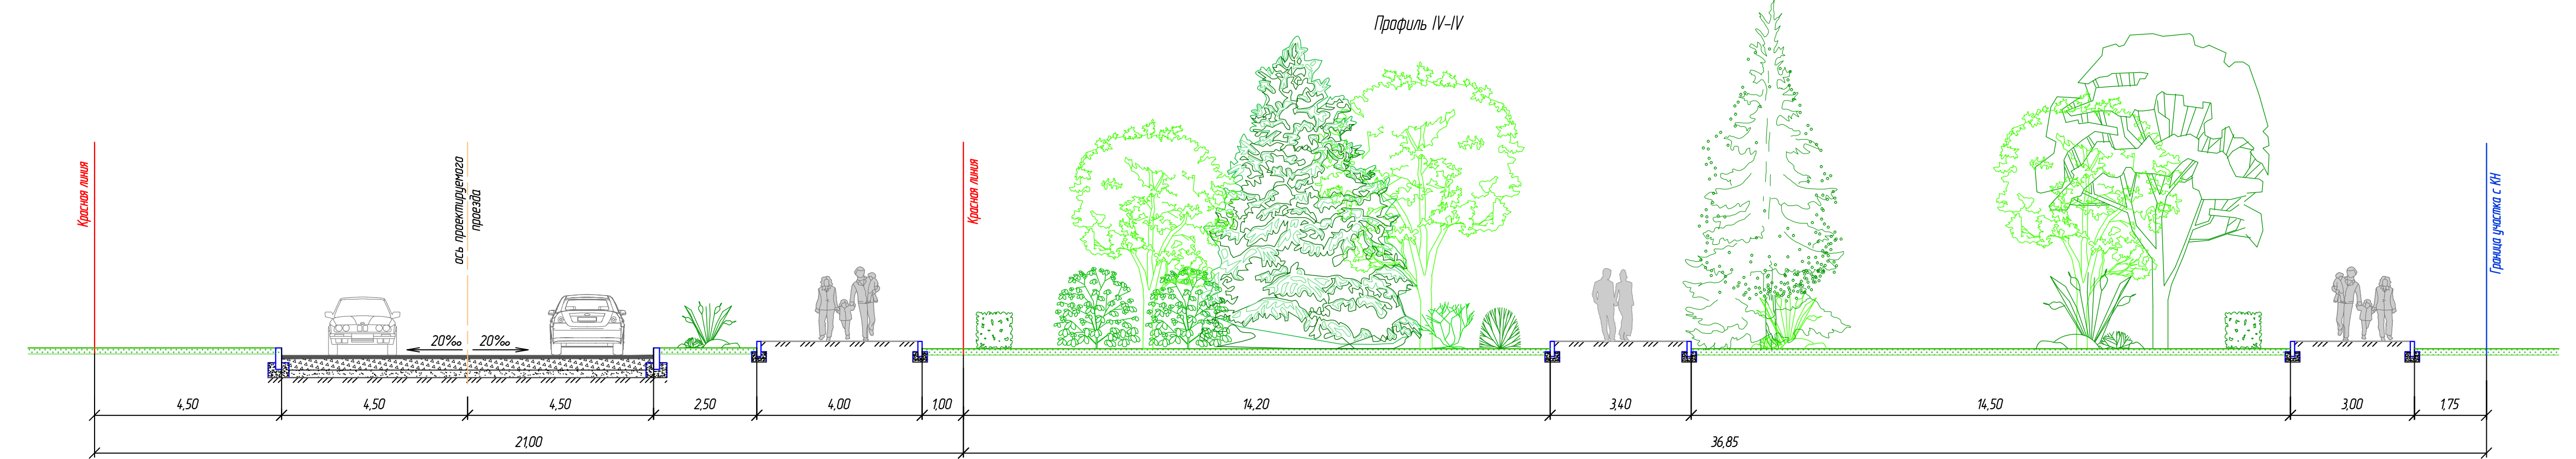 Профиль IV-IV
Красная линия
ось проектируемого
проезда
Красная линия
Граница участка с КН
20‰ 20‰
4,50 4,50 4,50 2,50 4,00 1,00 14,20 3,40 14,50 3,00 1,75
21,00 36,85